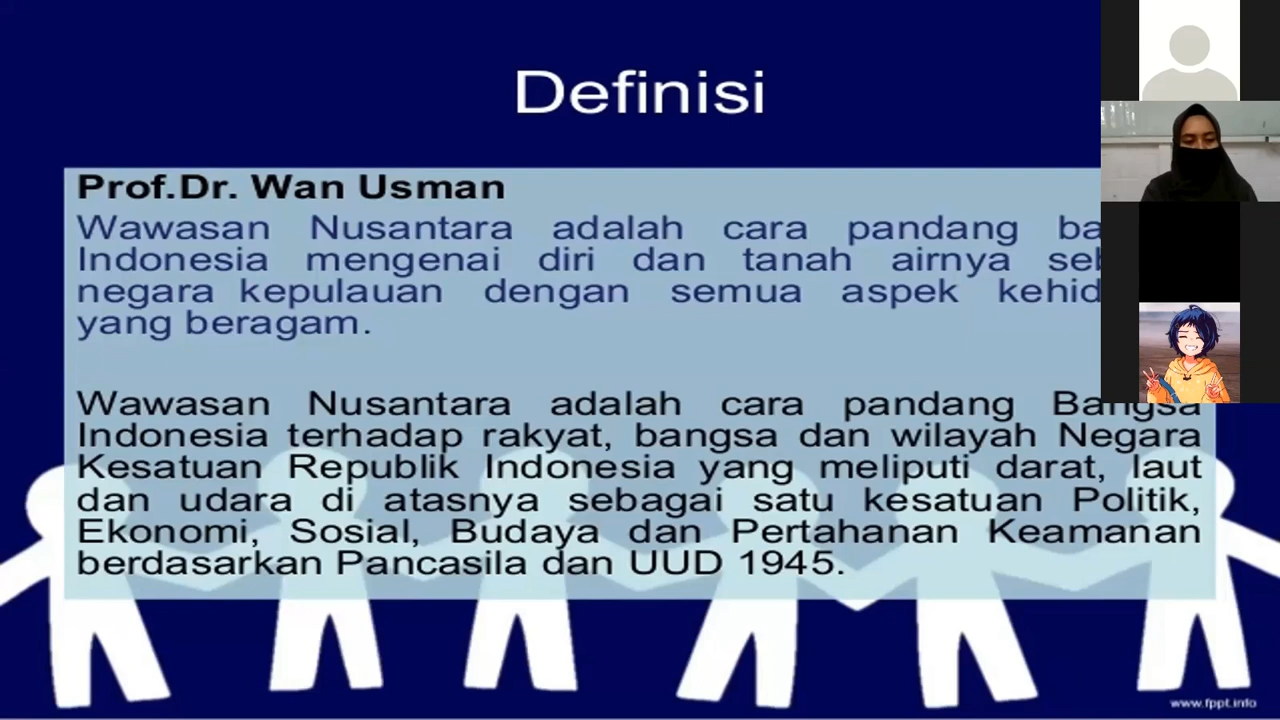 Definisi
Prof.Dr. Wan Usman
Wawasan Nusantara adalah cara pandang
Indonesia mengenai diri dan tanah airnya
negara kepulauan dengan semua aspek
yang beragam.
Wawasan Nusantara adalah cara pandang Bangsa
Indonesia terhadap rakyat, bangsa dan wilayah Negara
Kesatuan Republik Indonesia yang meliputi darat, laut
dan udara di atasnya sebagai satu kesatuan Politik,
Ekonomi, Sosial, Budaya dan Pertahanan Keamanan
berdasarkan Pancasila dan UUD 1945.
www.fppt.info